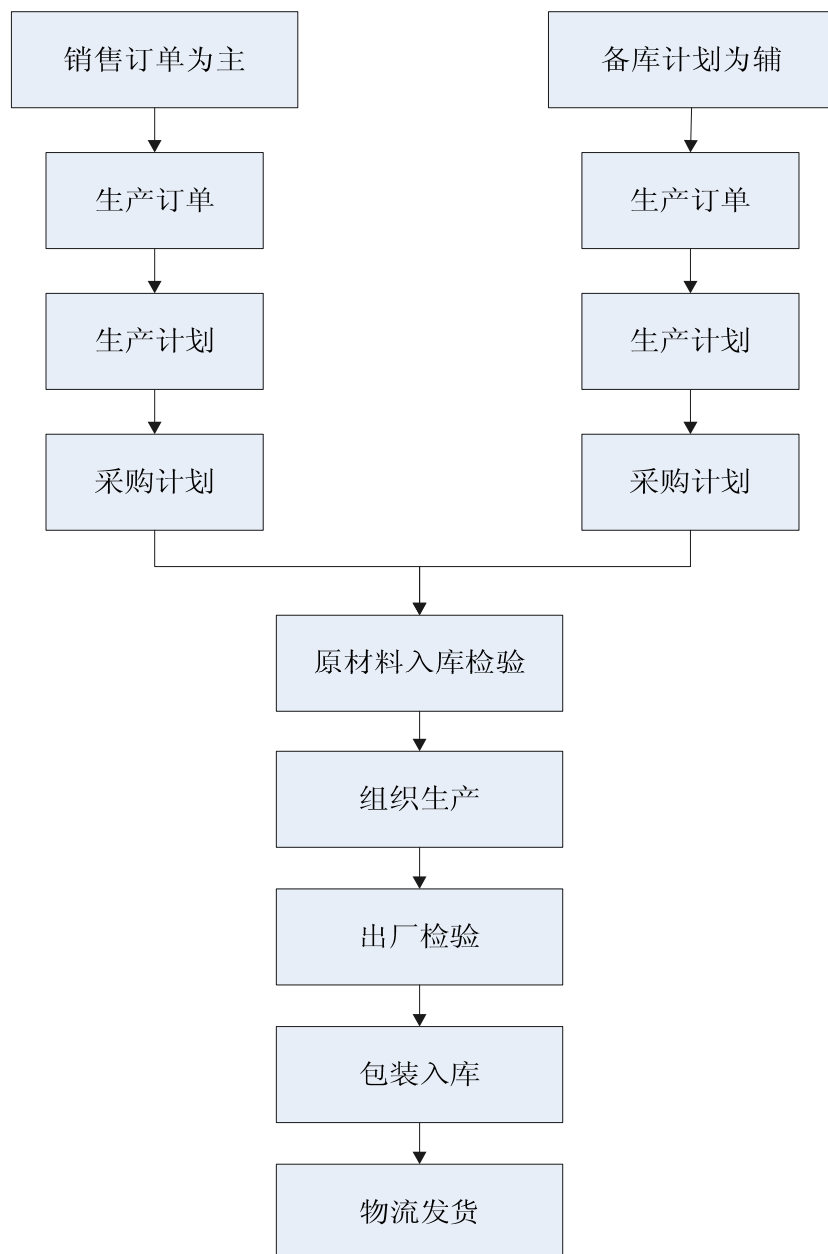 销售订单为主
备库计划为辅
生产订单
生产订单
生产计划
生产计划
采购计划
采购计划
原材料入库检验
组织生产
出厂检验
包装入库
物流发货